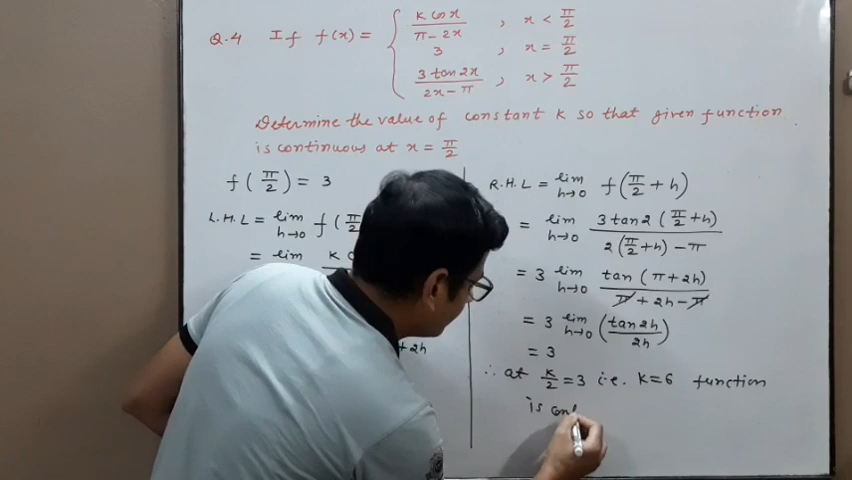 Q.4 If f(x) = { k cos x / π - 2x , x < π/2
3 , x = π/2
3 tan 2x / 2x - π , x > π/2
Determine the value of constant k so that given function
is continuous at x = π/2
f(π/2) = 3
L.H.L = lim h→0 f(π/2
= lim k
+ 2h
R.H.L = lim h→0 f(π/2 + h)
= lim h→0 3 tan 2(π/2 + h) / 2(π/2 + h) - π
= 3 lim h→0 tan(π + 2h) / π + 2h - π
= 3 lim h→0 (tan 2h / 2h)
= 3
∴ at k/2 = 3 i.e. k = 6 function
is con